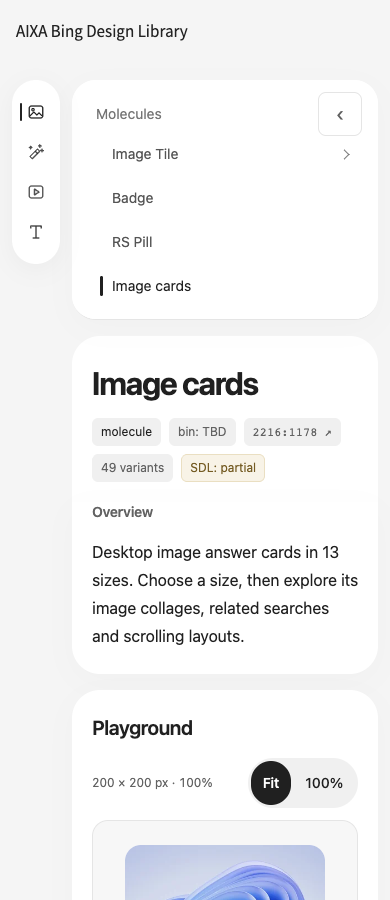 AIXA Bing Design Library
Molecules
Image Tile
Badge
RS Pill
Image cards
Image cards
molecule
bin: TBD
2216:1178 ↗
49 variants
SDL: partial
Overview
Desktop image answer cards in 13
sizes. Choose a size, then explore its
image collages, related searches
and scrolling layouts.
Playground
200 × 200 px · 100%
Fit
100%